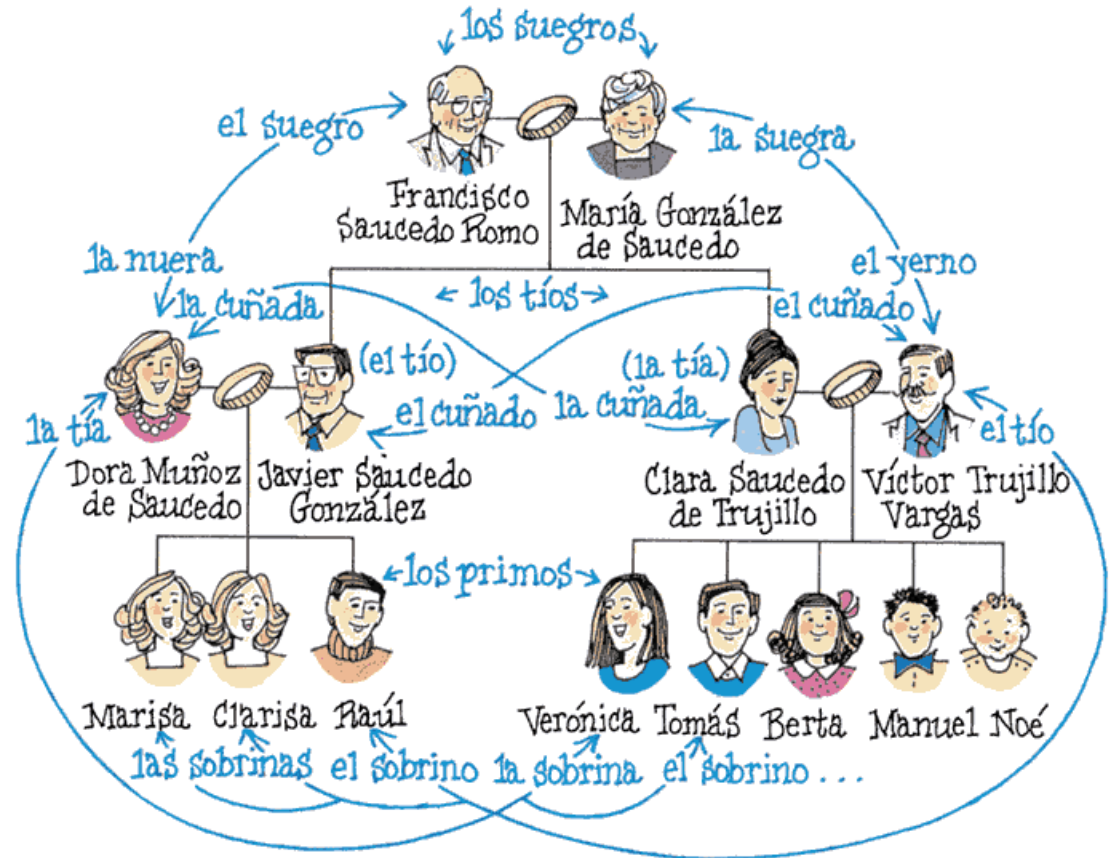 los suegros
el suegro
la suegra
Francisco
Saucedo Romo
María González
de Saucedo
la nuera
el yerno
la cuñada
los tíos
el cuñado
(el tío)
(la tía)
la tía
el cuñado
la cuñada
el tío
Dora Muñoz
de Saucedo
Javier Saucedo
González
Clara Saucedo
de Trujillo
Víctor Trujillo
Vargas
los primos
Marisa Clarisa Raúl
Verónica Tomás Berta Manuel Noé
las sobrinas el sobrino la sobrina el sobrino...